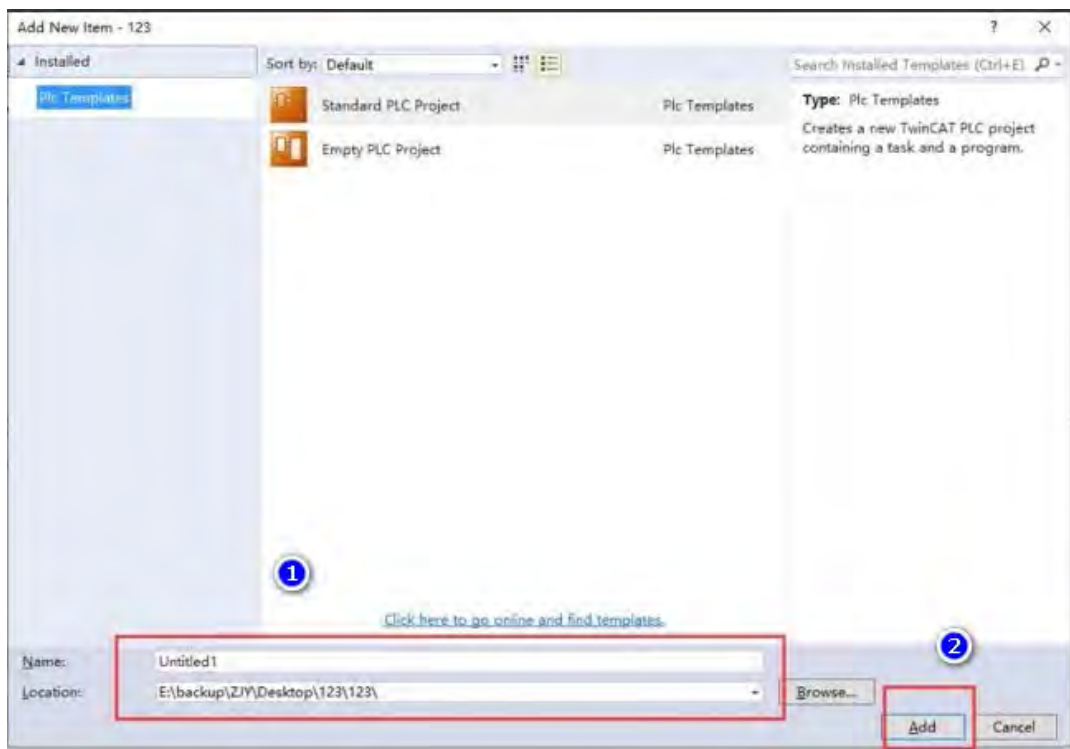 Add New Item - 123
? ×
Installed
Sort by: Default
Search Installed Templates (Ctrl+E)
Plc Templates
Standard PLC Project Plc Templates
Empty PLC Project Plc Templates
Type: Plc Templates
Creates a new TwinCAT PLC project
containing a task and a program.
1
Click here to go online and find templates.
2
Name: Untitled1
Location: E:\backup\ZJY\Desktop\123\123\
Browse...
Add Cancel